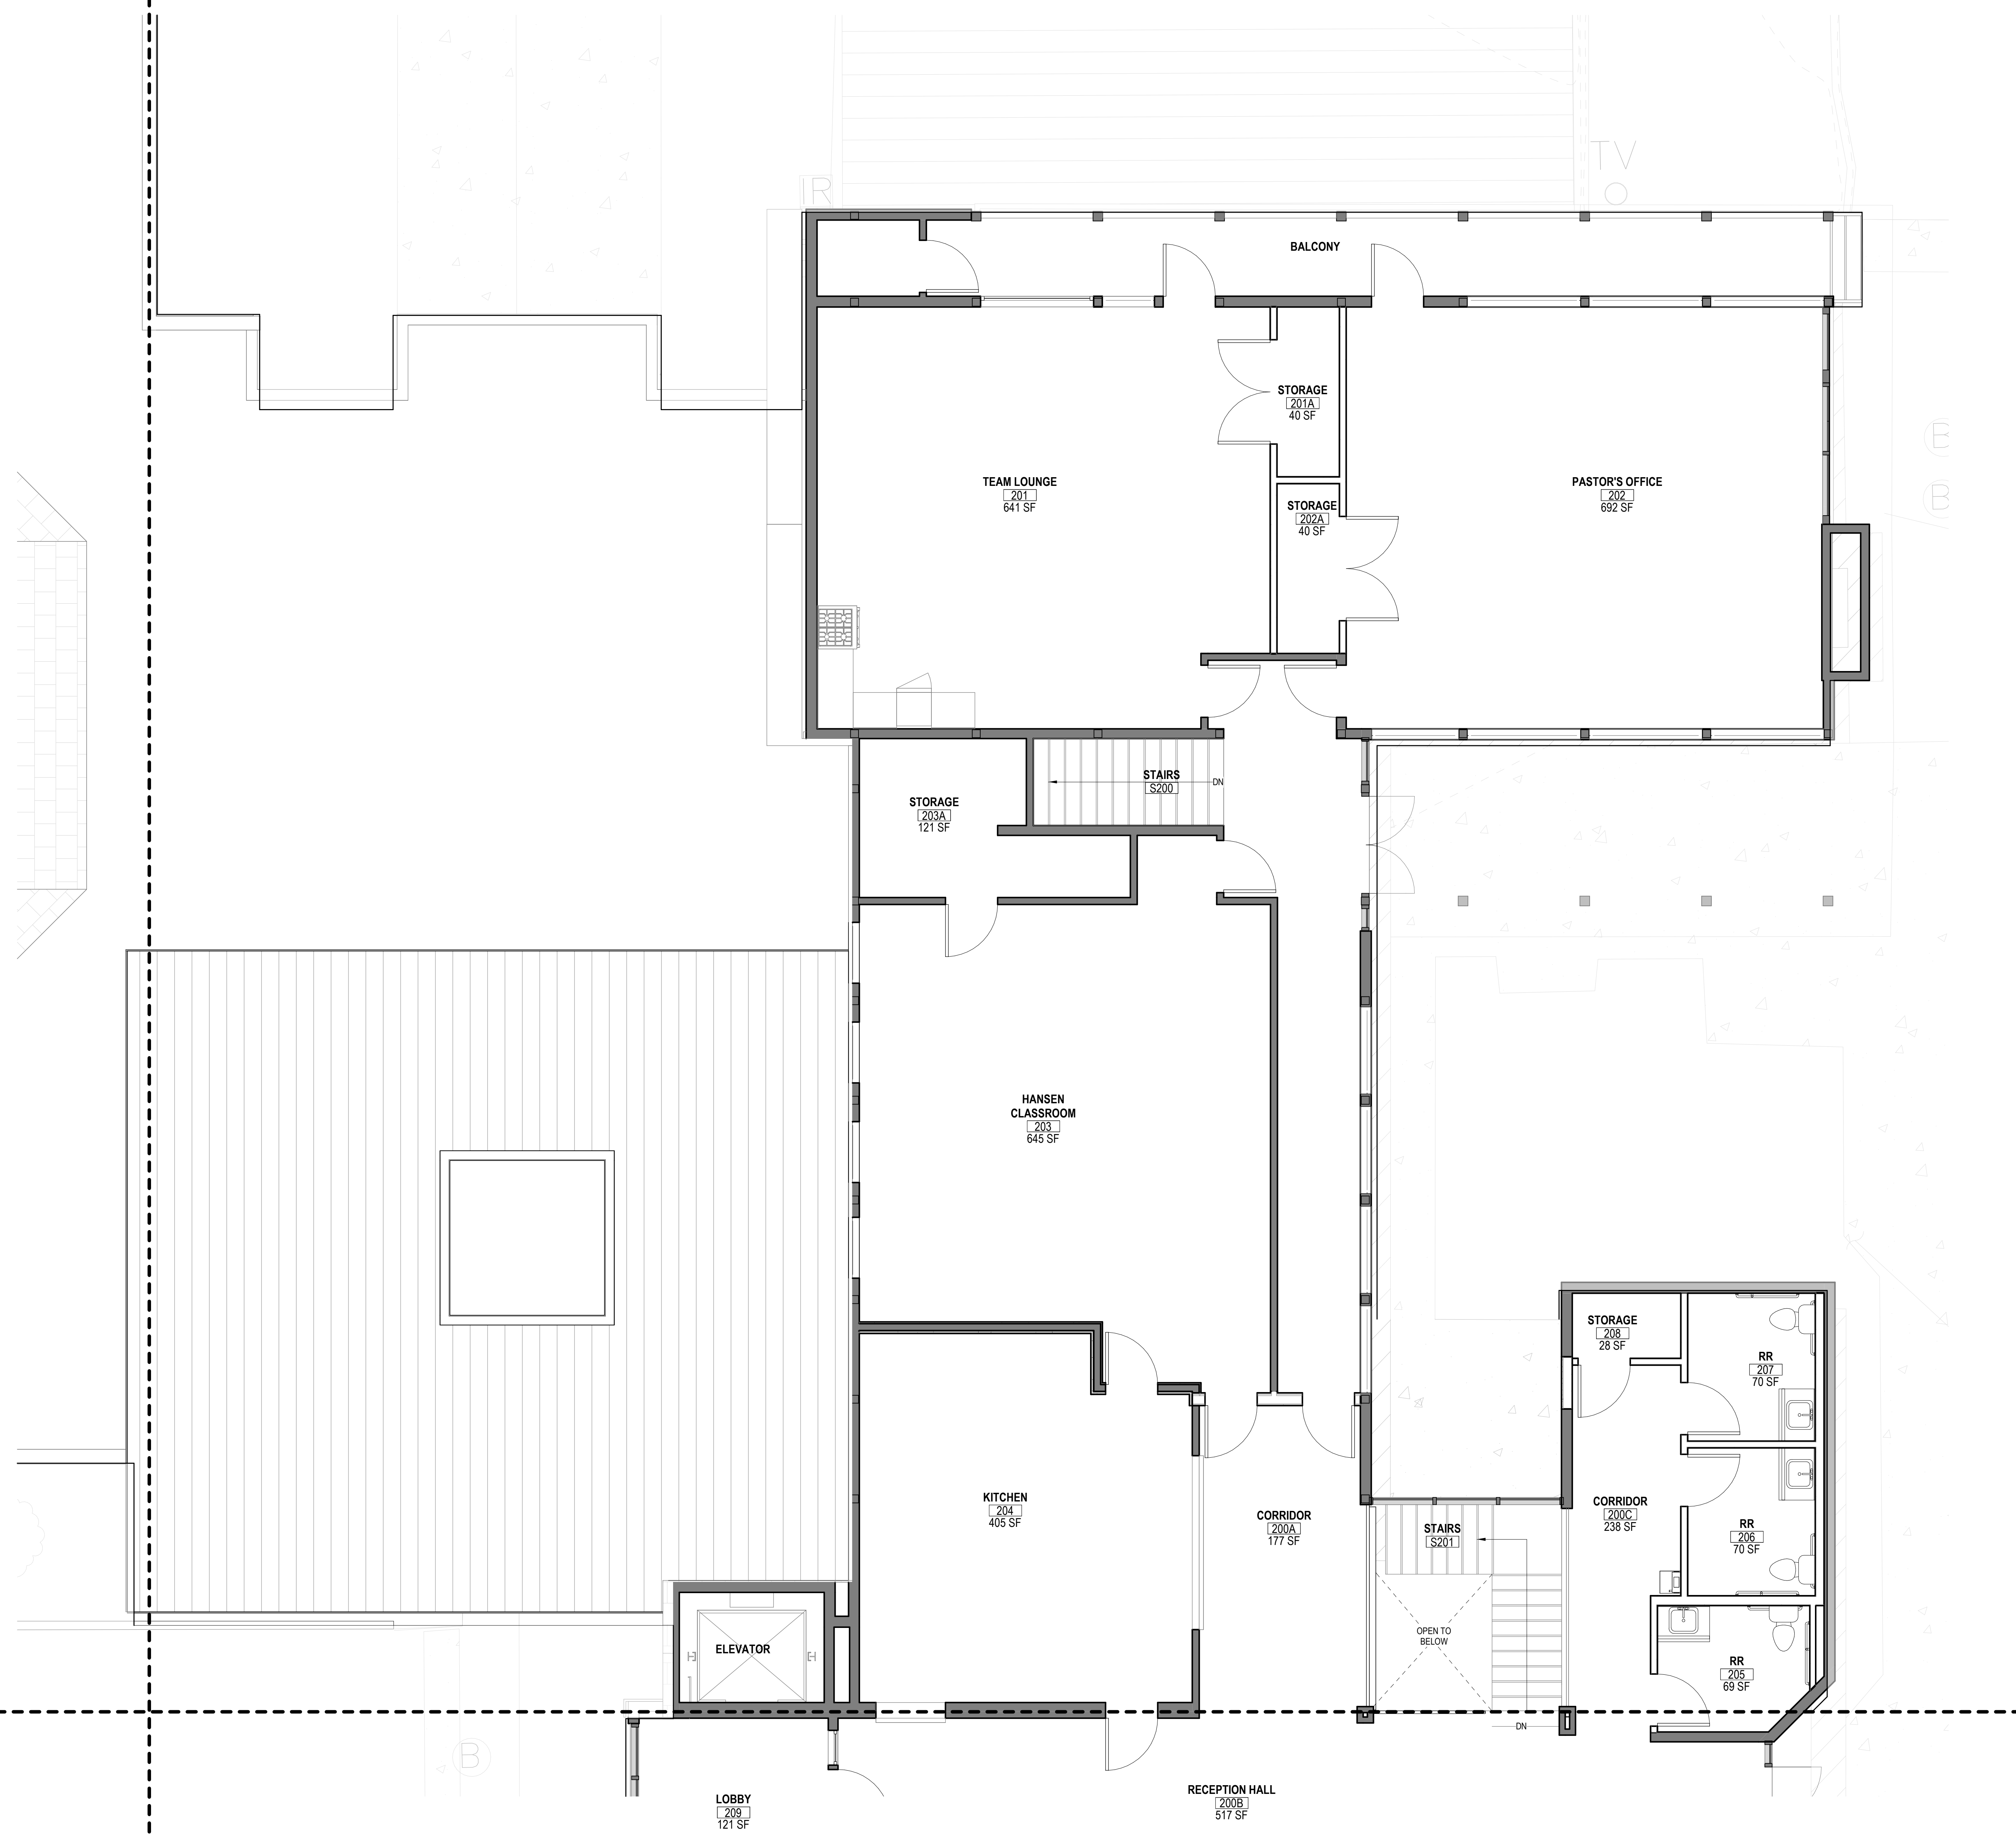 TV
IR
BALCONY
STORAGE
201A
40 SF
TEAM LOUNGE
201
641 SF
PASTOR'S OFFICE
202
692 SF
STORAGE
202A
40 SF
B
B
STAIRS
S200
DN
STORAGE
203A
121 SF
HANSEN
CLASSROOM
203
645 SF
STORAGE
208
28 SF
RR
207
70 SF
KITCHEN
204
405 SF
CORRIDOR
200A
177 SF
STAIRS
S201
CORRIDOR
200C
238 SF
RR
206
70 SF
OPEN TO
BELOW
ELEVATOR
RR
205
69 SF
DN
B
LOBBY
209
121 SF
RECEPTION HALL
200B
517 SF